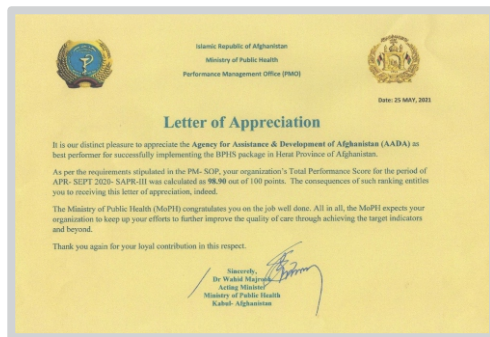 Islamic Republic of Afghanistan
Ministry of Public Health
Performance Management Office (PMO)
Date: 25 MAY, 2021
Letter of Appreciation
It is our distinct pleasure to appreciate the Agency for Assistance & Development of Afghanistan (AADA) as
best performer for successfully implementing the BPHS package in Herat Province of Afghanistan.
As per the requirements stipulated in the PM- SOP, your organization's Total Performance Score for the period of
APR- SEPT 2020- SAPR-III was calculated as 98.90 out of 100 points. The consequences of such ranking entities
you to receiving this letter of appreciation, indeed.
The Ministry of Public Health (MoPH) congratulates you on the job well done. All in all, the MoPH expects your
organization to keep up your efforts to further improve the quality of care through achieving the target indicators
and beyond.
Thank you again for your loyal contribution in this respect.
Sincerely,
Dr Wahid Majrooh
Acting Minister
Ministry of Public Health
Kabul- Afghanistan